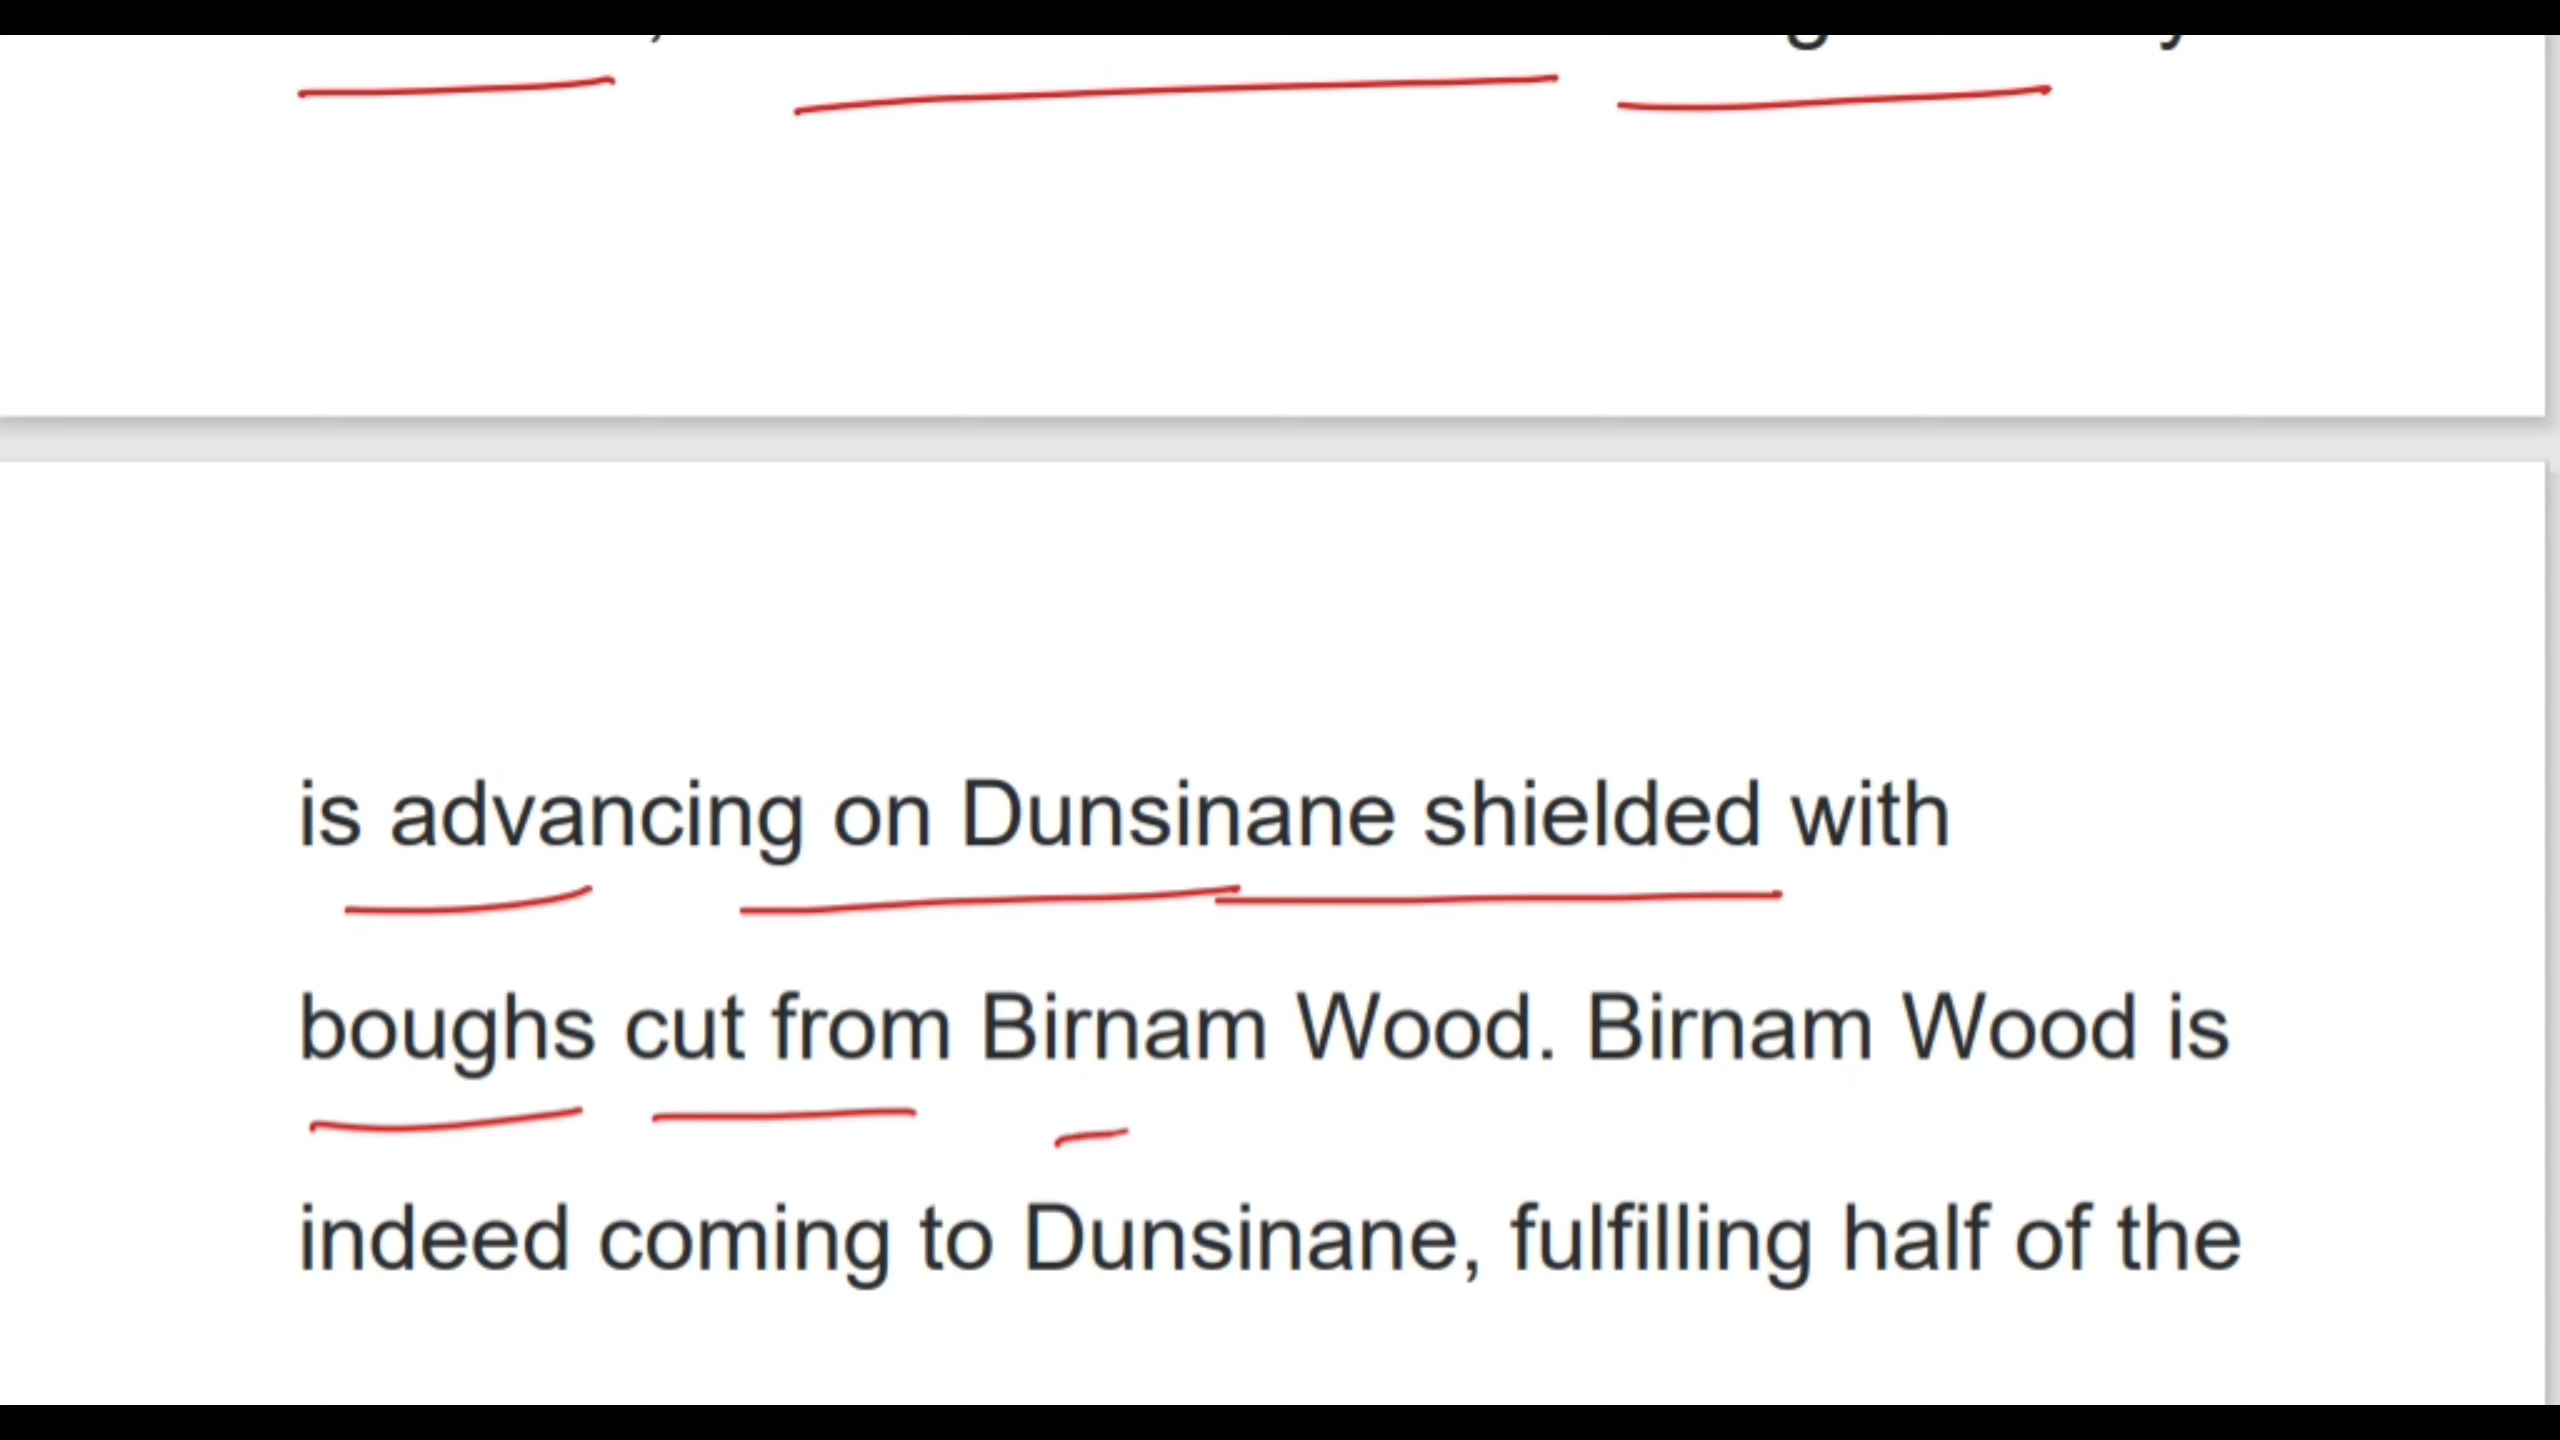 is advancing on Dunsinane shielded with
boughs cut from Birnam Wood. Birnam Wood is
indeed coming to Dunsinane, fulfilling half of the